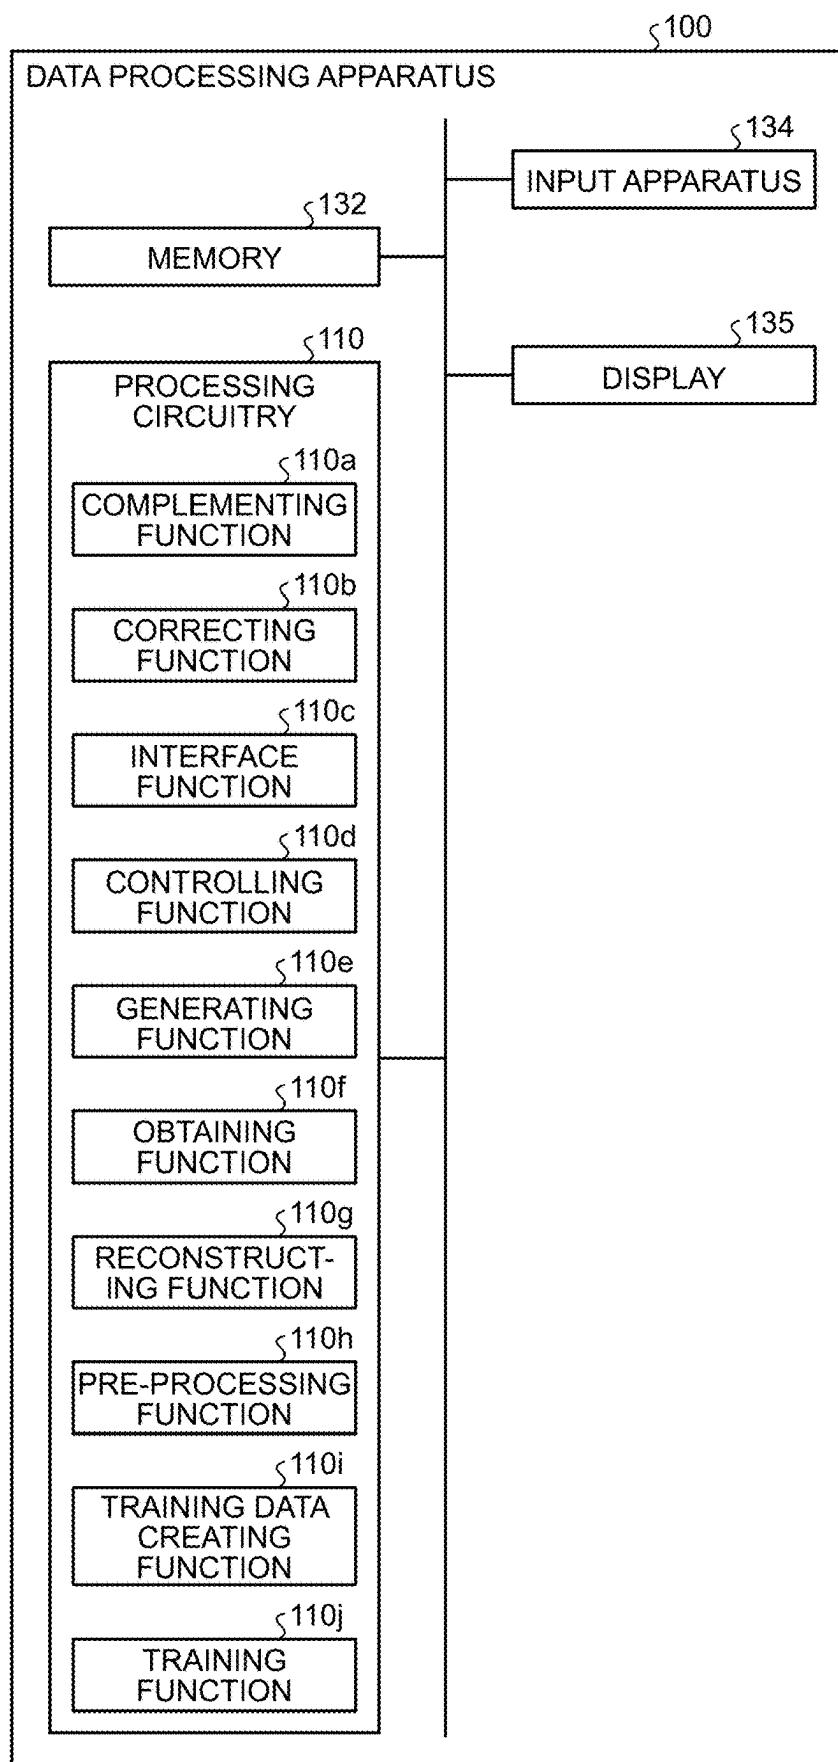 100
DATA PROCESSING APPARATUS
134
INPUT APPARATUS
132
MEMORY
135
DISPLAY
110
PROCESSING
CIRCUITRY
110a
COMPLEMENTING
FUNCTION
110b
CORRECTING
FUNCTION
110c
INTERFACE
FUNCTION
110d
CONTROLLING
FUNCTION
110e
GENERATING
FUNCTION
110f
OBTAINING
FUNCTION
110g
RECONSTRUCT-
ING FUNCTION
110h
PRE-PROCESSING
FUNCTION
110i
TRAINING DATA
CREATING
FUNCTION
110j
TRAINING
FUNCTION